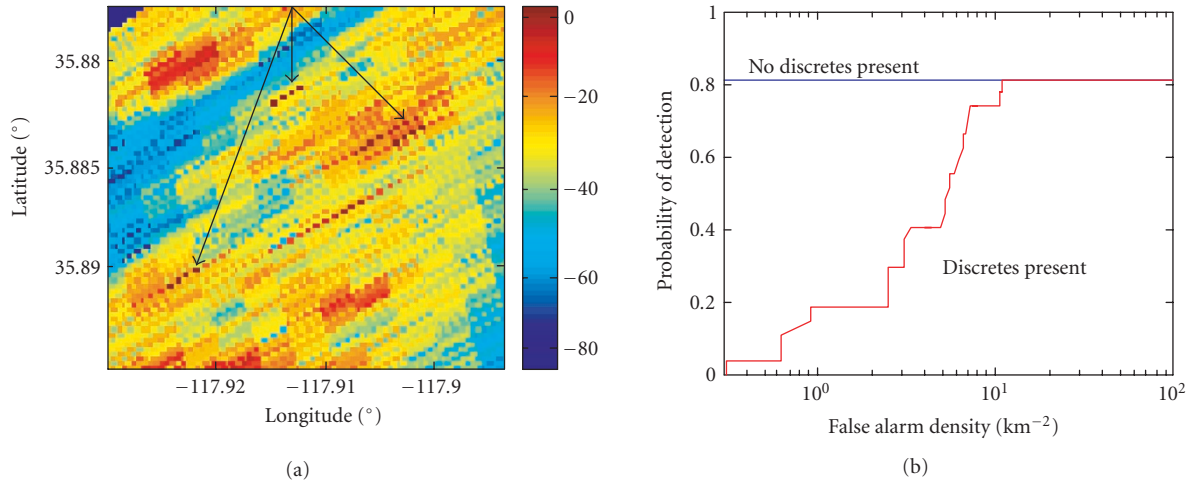 35.88
35.885
35.89
Latitude (°)
−117.92
−117.91
−117.9
Longitude (°)
0
−20
−40
−60
−80
(a)
1
0.8
0.6
0.4
0.2
0
Probability of detection
No discretes present
Discretes present
10⁰
10¹
10²
False alarm density (km⁻²)
(b)